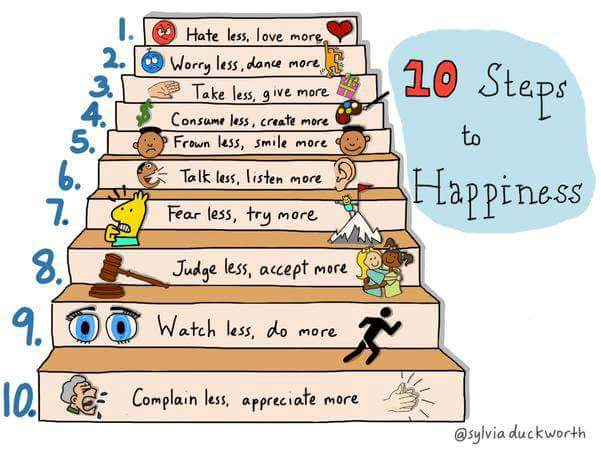 10 Steps
to
Happiness
1. Hate less, love more
2. Worry less, dance more
3. Take less, give more
4. Consume less, create more
5. Frown less, smile more
6. Talk less, listen more
7. Fear less, try more
8. Judge less, accept more
9. Watch less, do more
10. Complain less, appreciate more
@sylviaduckworth